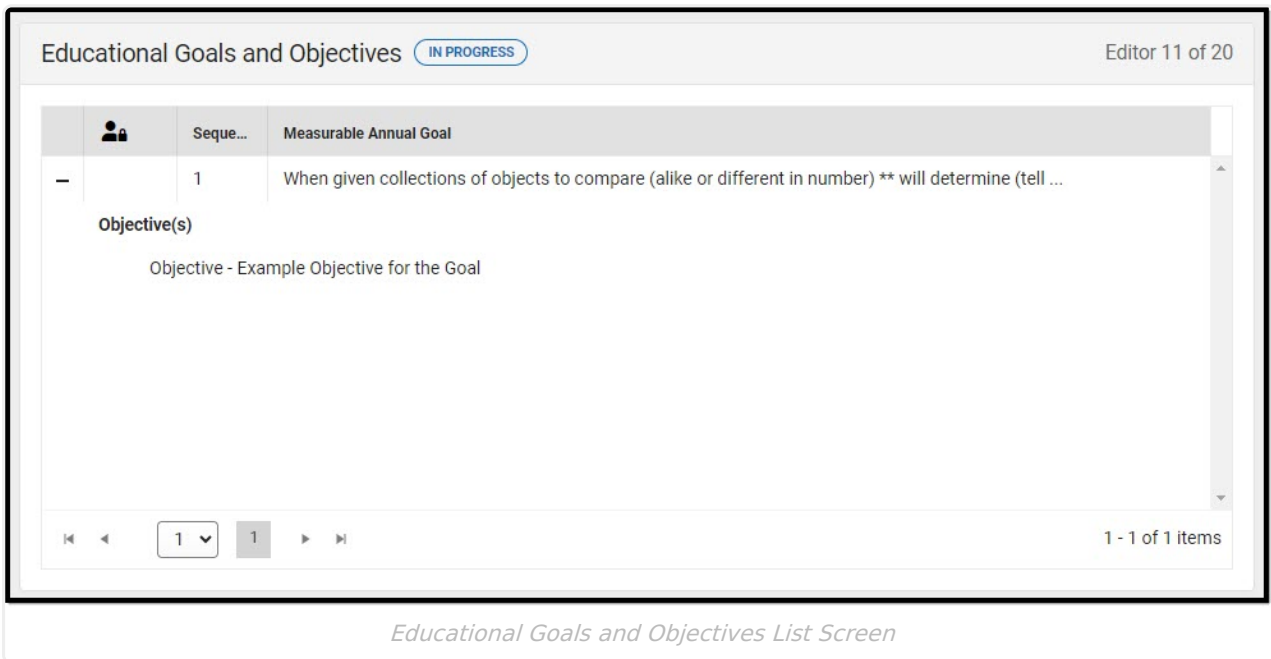 Educational Goals and Objectives IN PROGRESS Editor 11 of 20
Seque... Measurable Annual Goal
1 When given collections of objects to compare (alike or different in number) ** will determine (tell ...
Objective(s)
Objective - Example Objective for the Goal
1 1 1 - 1 of 1 items
Educational Goals and Objectives List Screen